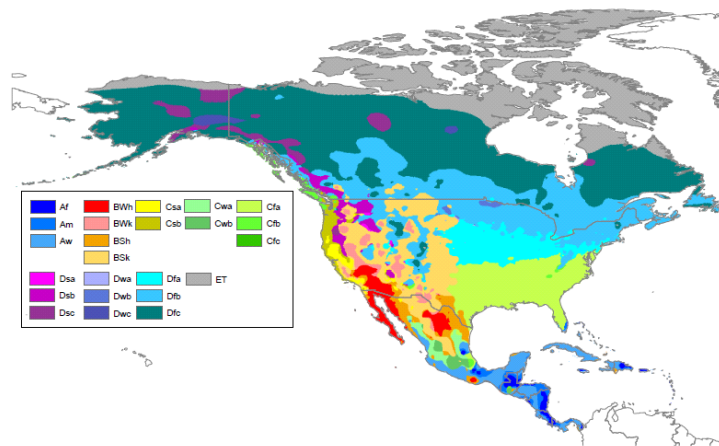 Af BWh Csa Cwa Cfa
Am BWk Csb Cwb Cfb
Aw BSh Cfc
BSk
Dsa Dwa Dfa ET
Dsb Dwb Dfb
Dsc Dwc Dfc